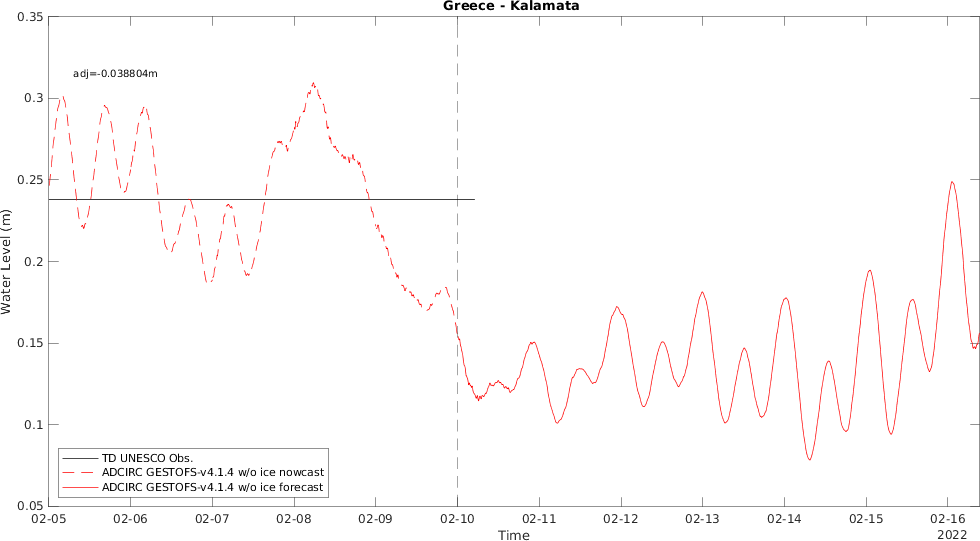 Greece - Kalamata
0.35
0.3
0.25
0.2
0.15
0.1
0.05
Water Level (m)
adj=-0.038804m
TD UNESCO Obs.
ADCIRC GESTOFS-v4.1.4 w/o ice nowcast
ADCIRC GESTOFS-v4.1.4 w/o ice forecast
02-05 02-06 02-07 02-08 02-09 02-10 02-11 02-12 02-13 02-14 02-15 02-16
Time
2022